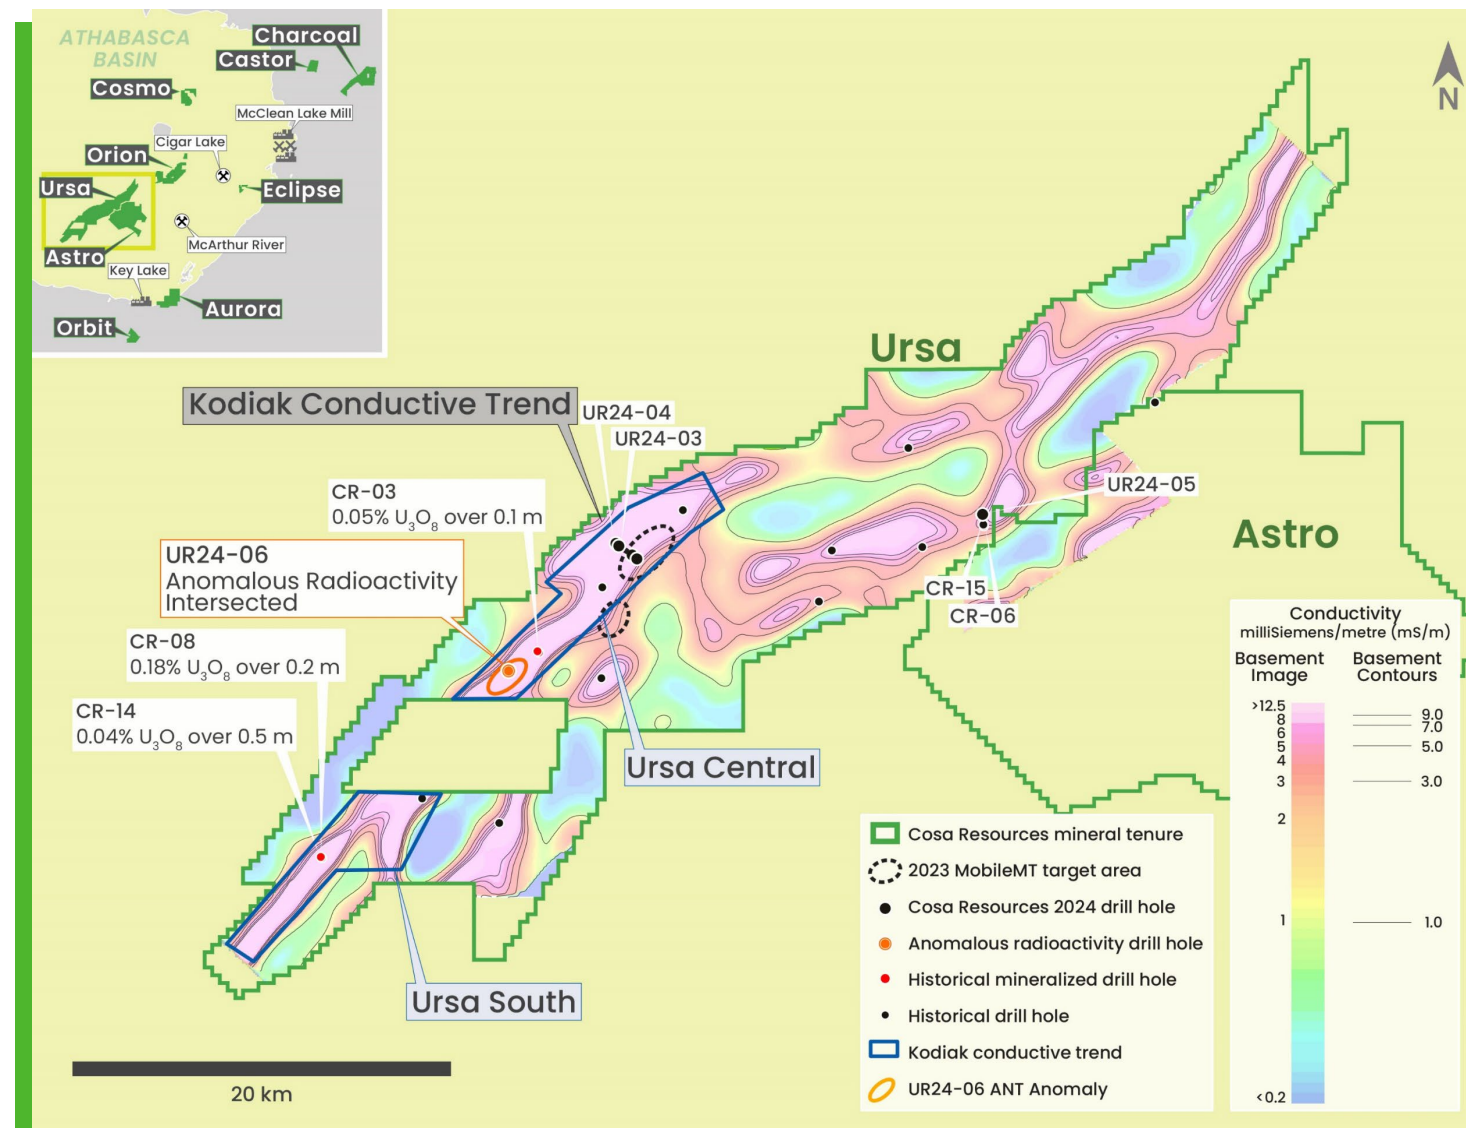 ATHABASCA
BASIN
Charcoal
Castor
Cosmo
McClean Lake Mill
Cigar Lake
Orion
Ursa
Eclipse
McArthur River
Astro
Key Lake
Aurora
Orbit
N
Ursa
Kodiak Conductive Trend
UR24-04
UR24-03
CR-03
0.05% U₃O₈ over 0.1 m
UR24-05
Astro
UR24-06
Anomalous Radioactivity
Intersected
CR-15
CR-06
CR-08
0.18% U₃O₈ over 0.2 m
CR-14
0.04% U₃O₈ over 0.5 m
Ursa Central
Ursa South
20 km
Conductivity
milliSiemens/metre (mS/m)
Basement
Image
Basement
Contours
>12.5
8
6
5
4
3
2
1
<0.2
9.0
7.0
5.0
3.0
1.0
Cosa Resources mineral tenure
2023 MobileMT target area
Cosa Resources 2024 drill hole
Anomalous radioactivity drill hole
Historical mineralized drill hole
Historical drill hole
Kodiak conductive trend
UR24-06 ANT Anomaly